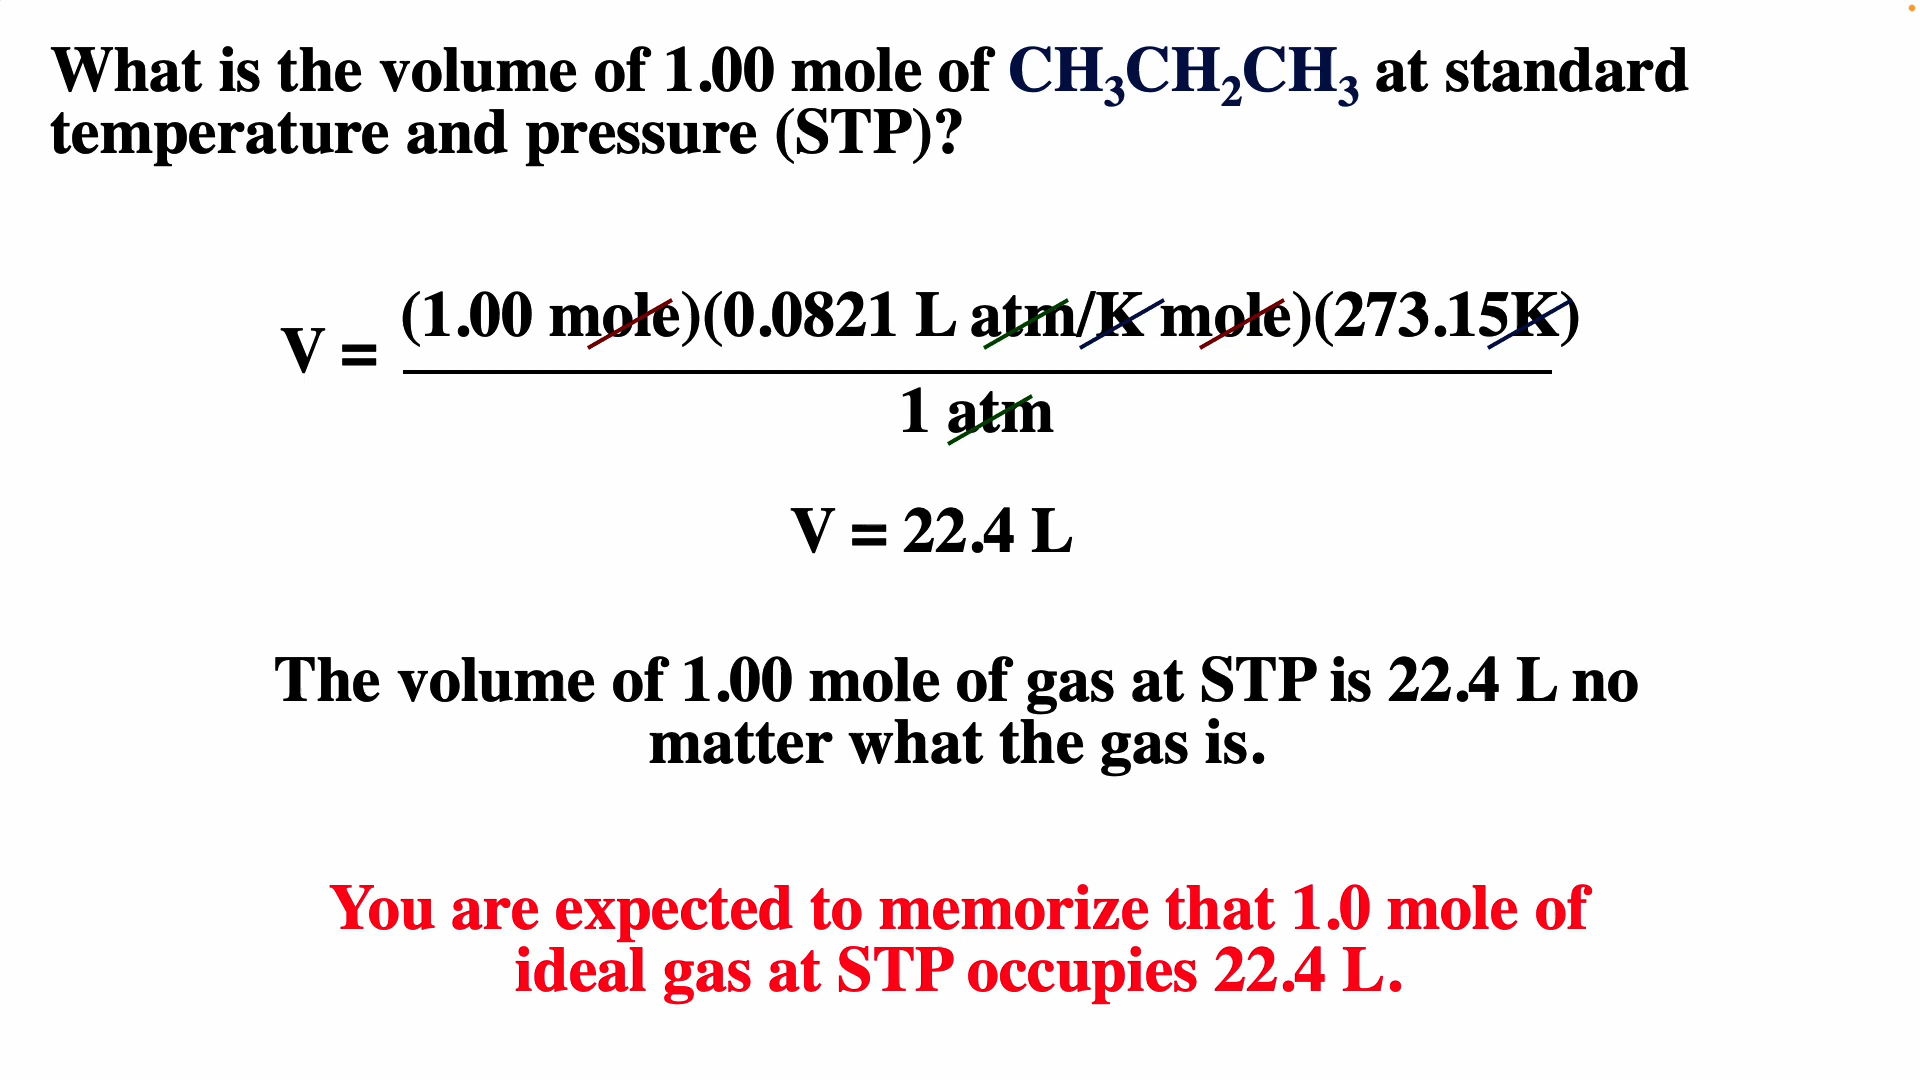 What is the volume of 1.00 mole of CH₃CH₂CH₃ at standard
temperature and pressure (STP)?
V = (1.00 mole)(0.0821 L atm/K mole)(273.15K)
1 atm
V = 22.4 L
The volume of 1.00 mole of gas at STP is 22.4 L no
matter what the gas is.
You are expected to memorize that 1.0 mole of
ideal gas at STP occupies 22.4 L.